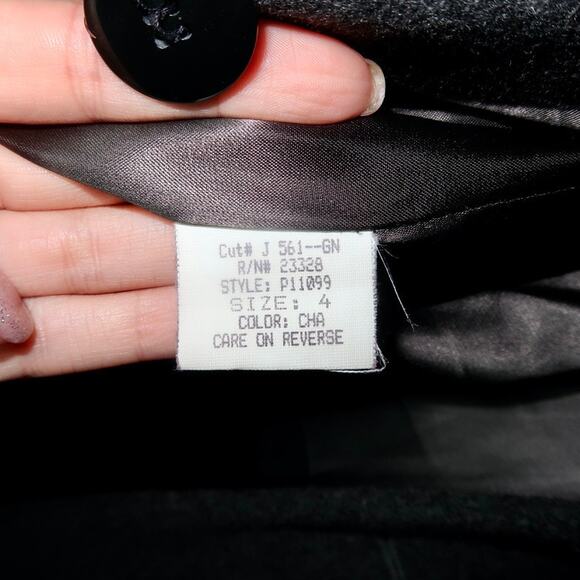 Cut# J 561--GN
R/N# 23328
STYLE: P11099
SIZE: 4
COLOR: CHA
CARE ON REVERSE